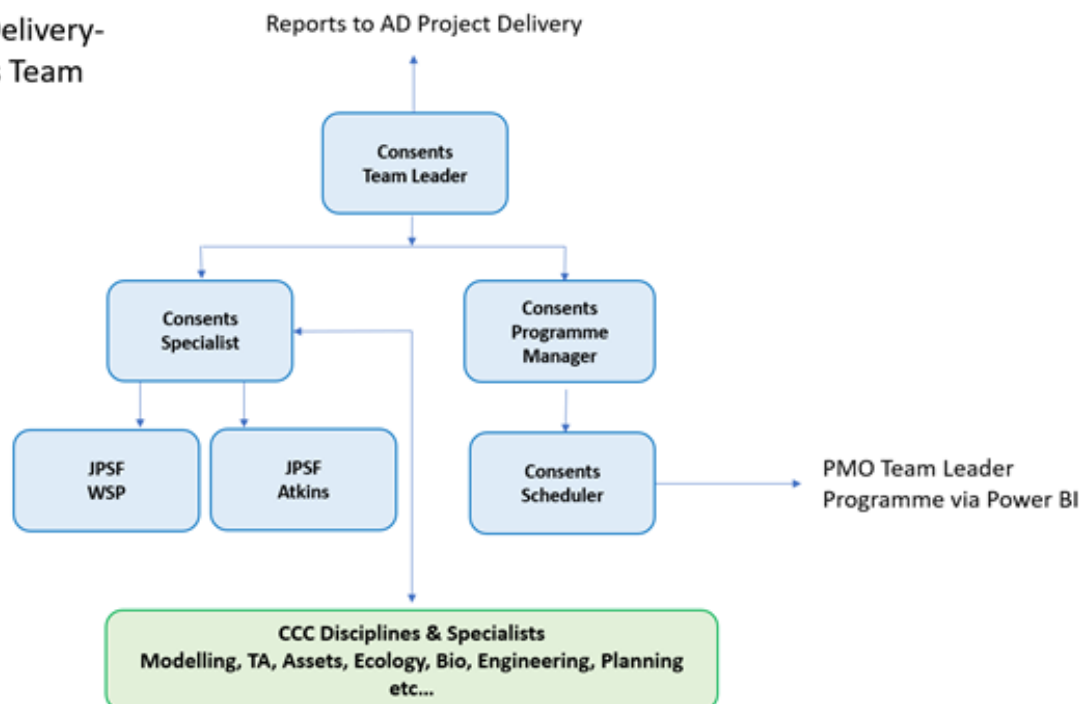 Delivery-
Team
Reports to AD Project Delivery
Consents
Team Leader
Consents
Specialist
Consents
Programme
Manager
JPSF
WSP
JPSF
Atkins
Consents
Scheduler
PMO Team Leader
Programme via Power BI
CCC Disciplines & Specialists
Modelling, TA, Assets, Ecology, Bio, Engineering, Planning
etc...